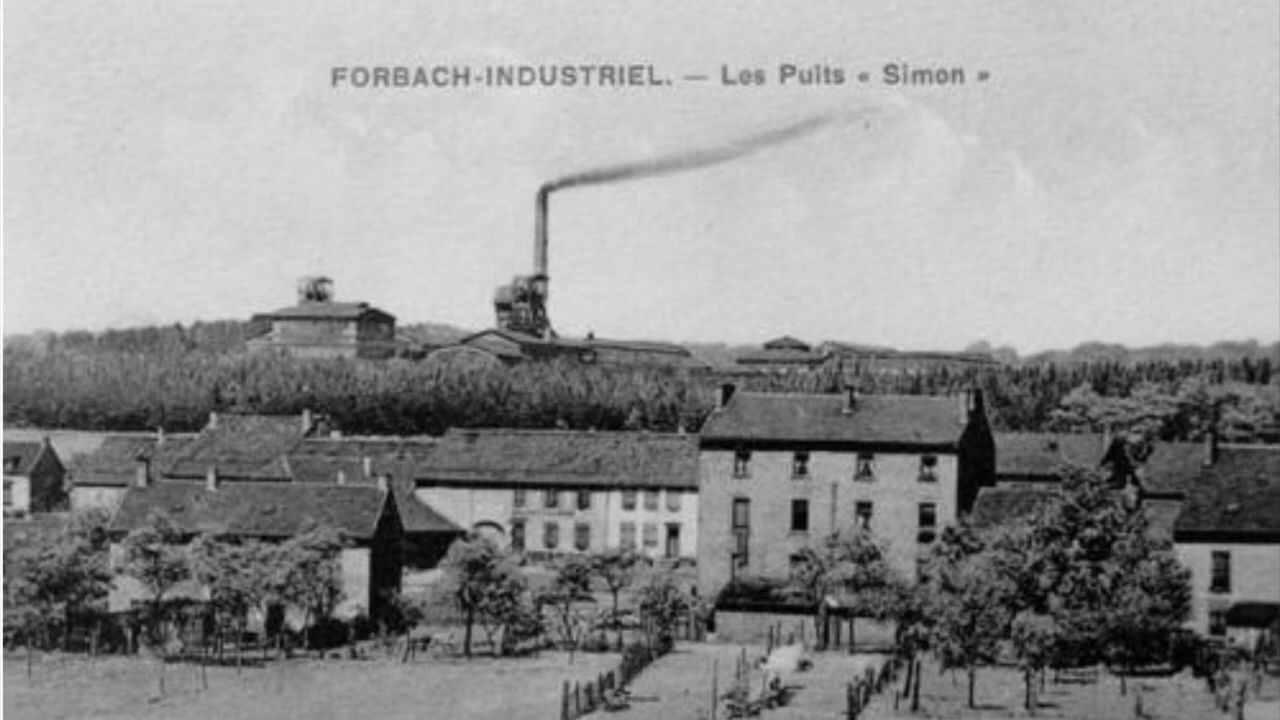 FORBACH-INDUSTRIEL. — Les Puits « Simon »